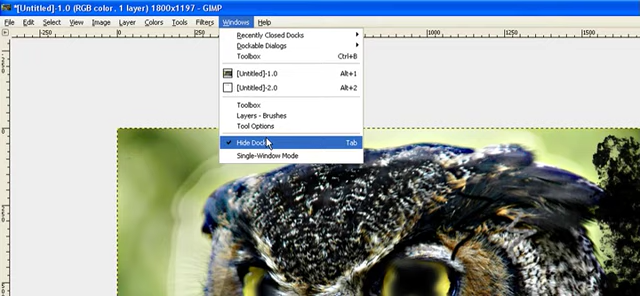 *[Untitled]-1.0 (RGB color, 1 layer) 1800x1197 - GIMP
File Edit Select View Image Layer Colors Tools Filters Windows Help
Recently Closed Docks
Dockable Dialogs
Toolbox Ctrl+B
[Untitled]-1.0 Alt+1
[Untitled]-2.0 Alt+2
Toolbox
Layers - Brushes
Tool Options
Hide Docks Tab
Single-Window Mode
-250 0 250 1000 1250 1500